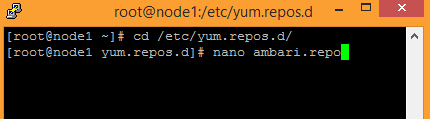 root@node1:/etc/yum.repos.d
[root@node1 ~]# cd /etc/yum.repos.d/
[root@node1 yum.repos.d]# nano ambari.repo